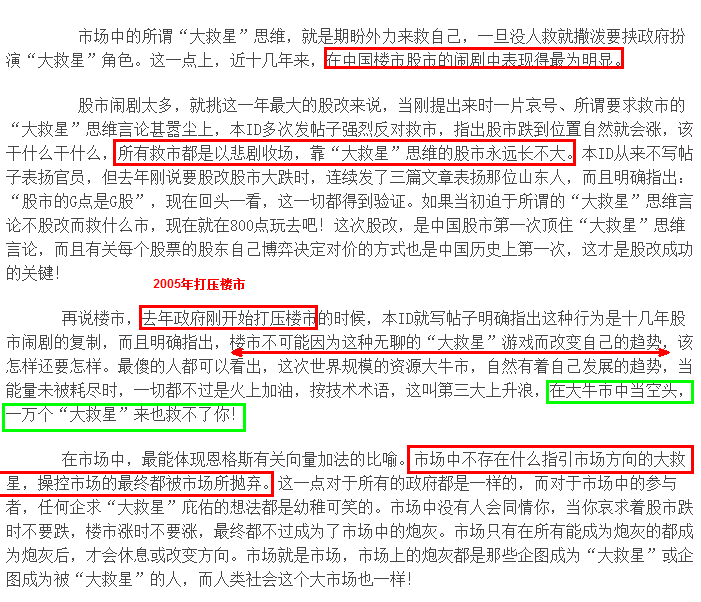 市场中的所谓“大救星”思维，就是期盼外力来救自己，一旦没人救就撒泼要挟政府扮
演“大救星”角色。这一点上，近十几年来，在中国楼市股市的闹剧中表现得最为明显。
股市闹剧太多，就挑这一年最大的股改来说，当刚提出来时一片哀号、所谓要求救市的
“大救星”思维言论甚嚣尘上，本ID多次发帖子强烈反对救市，指出股市跌到位置自然就会涨，该
干什么干什么，所有救市都是以悲剧收场，靠“大救星”思维的股市永远长不大。本ID从来不写帖
子表扬官员，但去年刚说要股改股市大跌时，连续发了三篇文章表扬那位山东人，而且明确指出：
“股市的G点是G股”，现在回头一看，这一切都得到验证。如果当初迫于所谓的“大救星”思维言
论不股改而救什么市，现在就在800点玩去吧！这次股改，是中国股市第一次顶住“大救星”思维
言论，而且有关每个股票的股东自己博弈决定对价的方式也是中国历史上第一次，这才是股改成功
的关键！
2005年打压楼市
再说楼市，去年政府刚开始打压楼市的时候，本ID就写帖子明确指出这种行为是十几年股
市闹剧的复制，而且明确指出，楼市不可能因为这种无聊的“大救星”游戏而改变自己的趋势，该
怎样还要怎样。最傻的人都可以看出，这次世界规模的资源大牛市，自然有着自己发展的趋势，当
能量未被耗尽时，一切都不过是火上加油，按技术术语，这叫第三大上升浪，在大牛市中当空头，
一万个“大救星”来也救不了你！
在市场中，最能体现恩格斯有关向量加法的比喻。市场中不存在什么指引市场方向的大救
星，操控市场的最终都被市场所抛弃。这一点对于所有的政府都是一样的，而对于市场中的参与
者，任何企求“大救星”庇佑的想法都是幼稚可笑的。市场中没有人会同情你，当你哀求着股市跌
时不要跌，楼市涨时不要涨，最终都不过成为了市场中的炮灰。市场只有在所有能成为炮灰的都成
为炮灰后，才会休息或改变方向。市场就是市场，市场上的炮灰都是那些企图成为“大救星”或企
图成为被“大救星”的人，而人类社会这个大市场也一样！